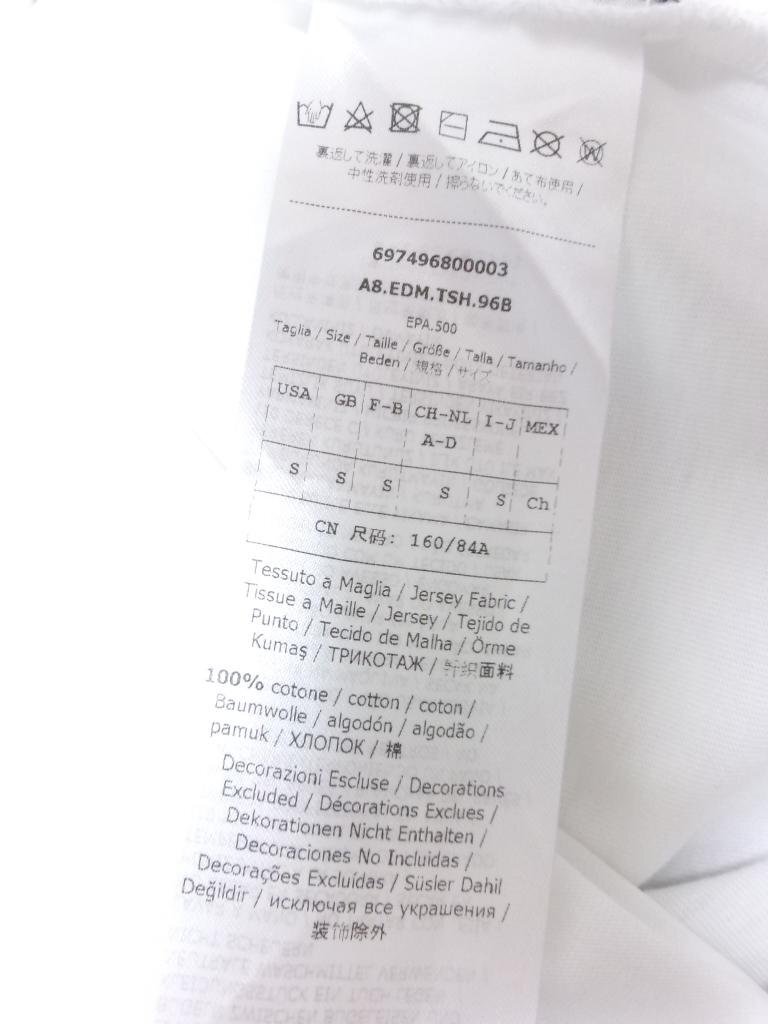 裏返して洗濯 / 裏返してアイロン / あて布使用 /
中性洗剤使用 / 擦らないでください。
697496800003
A8.EDM.TSH.96B
EPA.500
Taglia / Size / Taille / Größe / Talla / Tamanho /
Beden / 規格 / サイズ
USA GB F-B CH-NL I-J MEX
A-D
S S S S S Ch
CN 尺码: 160/84A
Tessuto a Maglia / Jersey Fabric /
Tissue a Maille / Jersey / Tejido de
Punto / Tecido de Malha / Örme
Kumaş / ТРИКОТАЖ / 针织面料
100% cotone / cotton / coton /
Baumwolle / algodón / algodão /
pamuk / ХЛОПОК / 棉
Decorazioni Escluse / Decorations
Excluded / Décorations Exclues /
Dekorationen Nicht Enthalten /
Decoraciones No Incluidas /
Decorações Excluídas / Süsler Dahil
Değildir / исключая все украшения /
装饰除外